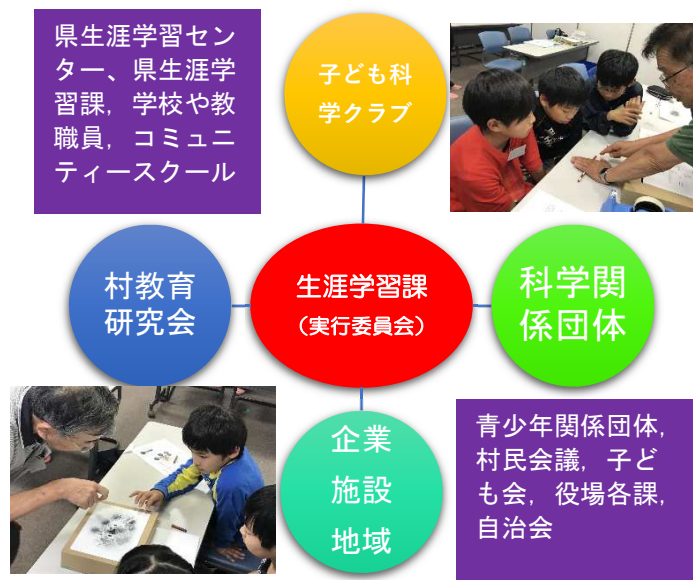 県生涯学習セン
ター、県生涯学
習課，学校や教
職員，コミュニ
ティースクール
子ども科
学クラブ
村教育
研究会
生涯学習課
（実行委員会）
科学関
係団体
企業
施設
地域
青少年関係団体，
村民会議，子ど
も会，役場各課，
自治会